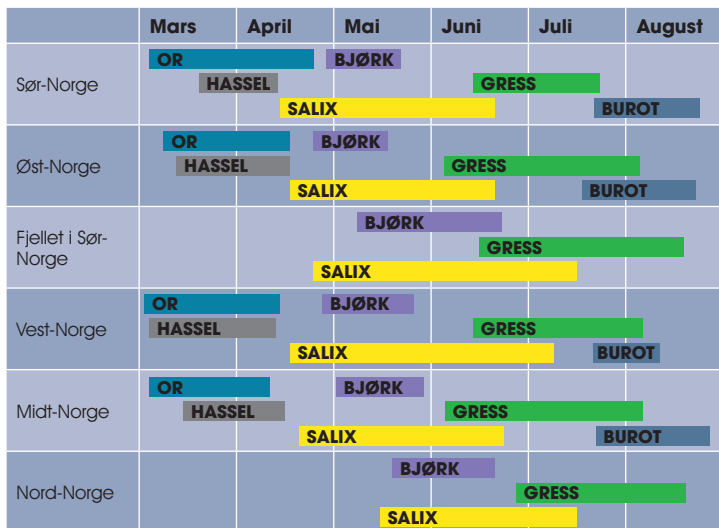 Mars April Mai Juni Juli August
OR BJØRK
HASSEL GRESS
Sør-Norge
SALIX BUROT
OR BJØRK
HASSEL GRESS
Øst-Norge
SALIX BUROT
BJØRK
Fjellet i Sør-
GRESS
Norge
SALIX
OR BJØRK
HASSEL GRESS
Vest-Norge
SALIX BUROT
OR BJØRK
HASSEL GRESS
Midt-Norge
SALIX BUROT
BJØRK
Nord-Norge GRESS
SALIX